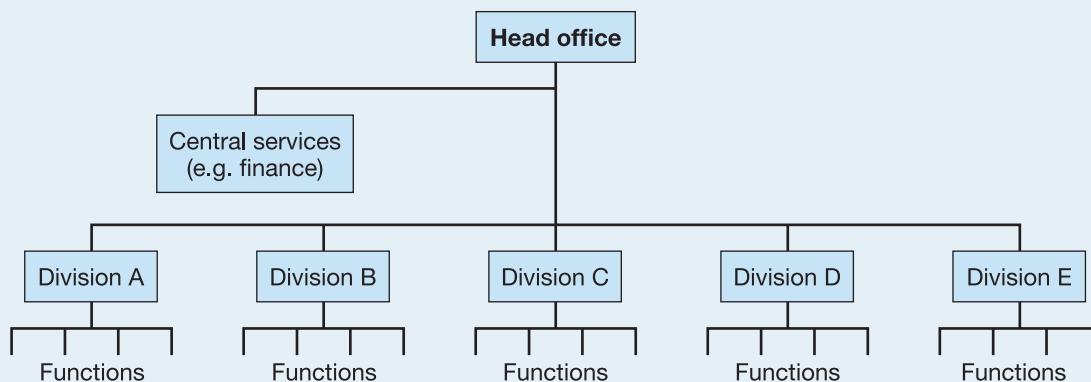 Head office
Central services
(e.g. finance)
Division A
Division B
Division C
Division D
Division E
Functions
Functions
Functions
Functions
Functions